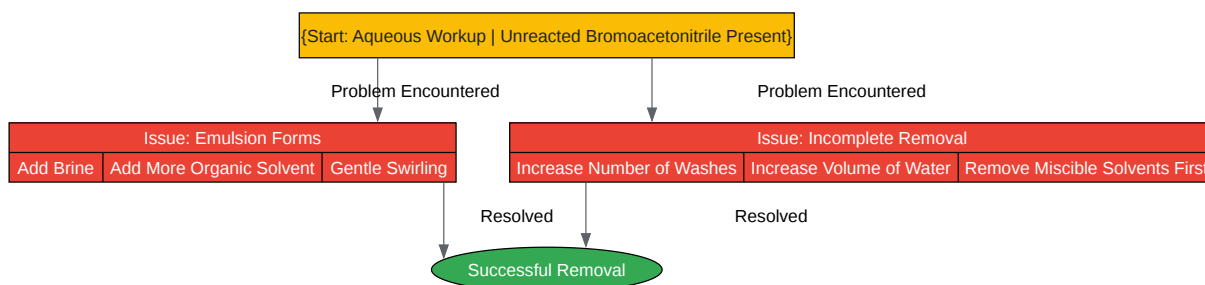 {Start: Aqueous Workup | Unreacted Bromoacetonitrile Present}
Problem Encountered
Problem Encountered
Issue: Emulsion Forms
Add Brine
Add More Organic Solvent
Gentle Swirling
Issue: Incomplete Removal
Increase Number of Washes
Increase Volume of Water
Remove Miscible Solvents First
Resolved
Resolved
Successful Removal